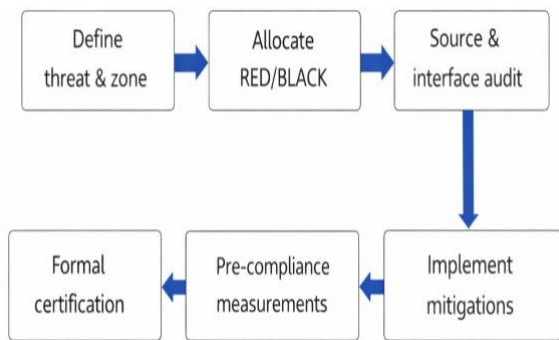 Define
threat & zone
Allocate
RED/BLACK
Source &
interface audit
Implement
mitigations
Pre-compliance
measurements
Formal
certification